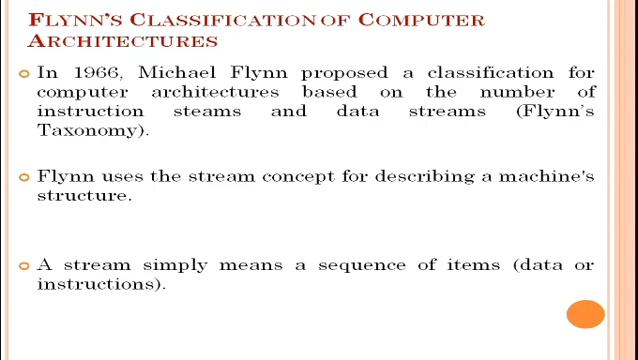 FLYNN'S CLASSIFICATION OF COMPUTER
ARCHITECTURES
In 1966, Michael Flynn proposed a classification for
computer architectures based on the number of
instruction steams and data streams (Flynn's
Taxonomy).
Flynn uses the stream concept for describing a machine's
structure.
A stream simply means a sequence of items (data or
instructions).